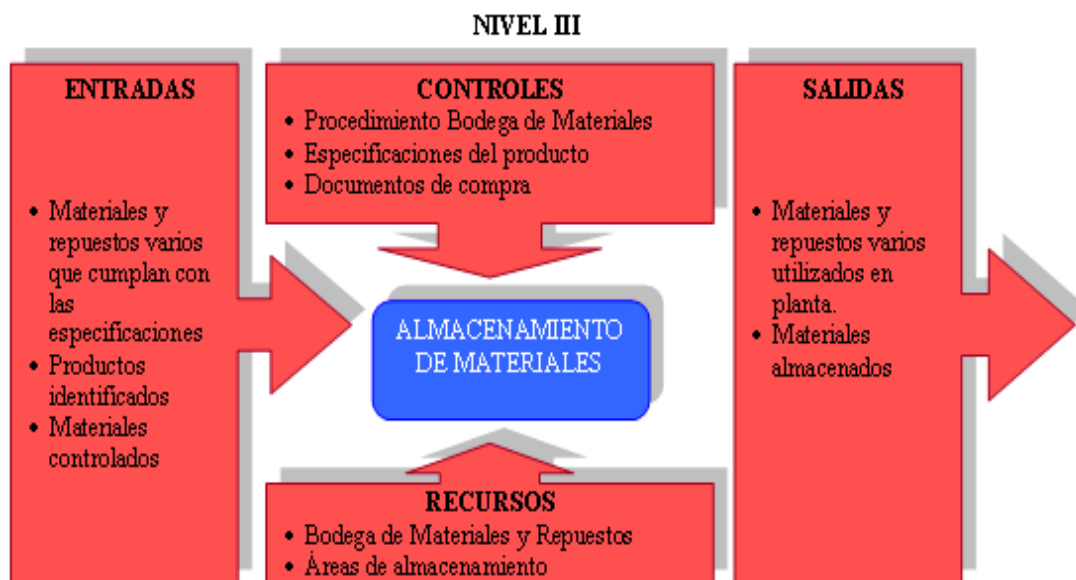 NIVEL III
ENTRADAS
• Materiales y
repuestos varios
que cumplan con
las
especificaciones
• Productos
identificados
• Materiales
controlados
CONTROLES
• Procedimiento Bodega de Materiales
• Especificaciones del producto
• Documentos de compra
ALMACENAMIENTO
DE MATERIALES
RECURSOS
• Bodega de Materiales y Repuestos
• Áreas de almacenamiento
SALIDAS
• Materiales y
repuestos varios
utilizados en
planta.
• Materiales
almacenados